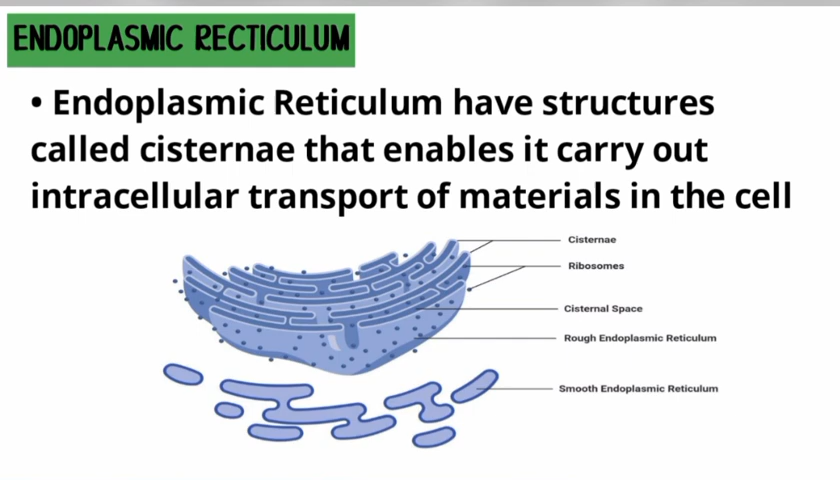 ENDOPLASMIC RECTICULUM
• Endoplasmic Reticulum have structures
called cisternae that enables it carry out
intracellular transport of materials in the cell
Cisternae
Ribosomes
Cisternal Space
Rough Endoplasmic Reticulum
Smooth Endoplasmic Reticulum